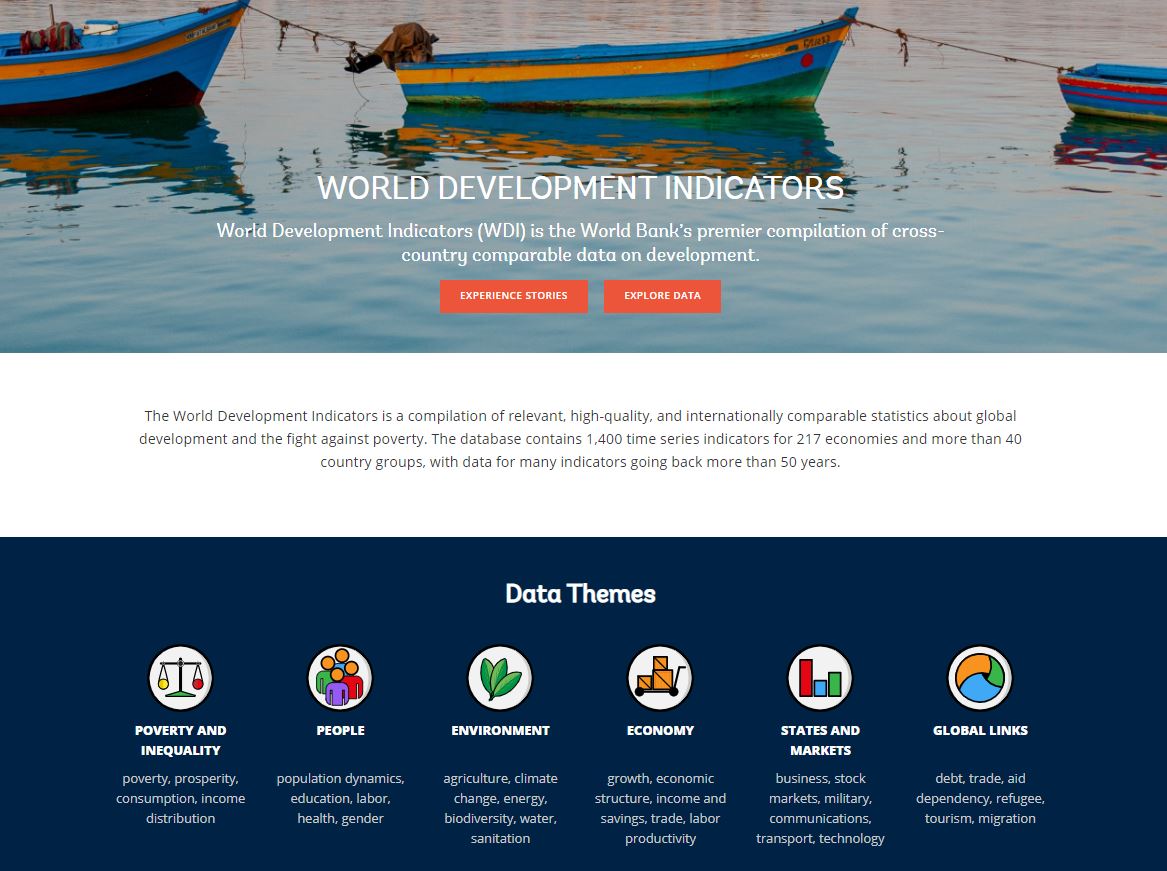 WORLD DEVELOPMENT INDICATORS
World Development Indicators (WDI) is the World Bank's premier compilation of cross-
country comparable data on development.
EXPERIENCE STORIES
EXPLORE DATA
The World Development Indicators is a compilation of relevant, high-quality, and internationally comparable statistics about global
development and the fight against poverty. The database contains 1,400 time series indicators for 217 economies and more than 40
country groups, with data for many indicators going back more than 50 years.
Data Themes
POVERTY AND
INEQUALITY
poverty, prosperity,
consumption, income
distribution
PEOPLE
population dynamics,
education, labor,
health, gender
ENVIRONMENT
agriculture, climate
change, energy,
biodiversity, water,
sanitation
ECONOMY
growth, economic
structure, income and
savings, trade, labor
productivity
STATES AND
MARKETS
business, stock
markets, military,
communications,
transport, technology
GLOBAL LINKS
debt, trade, aid
dependency, refugee,
tourism, migration